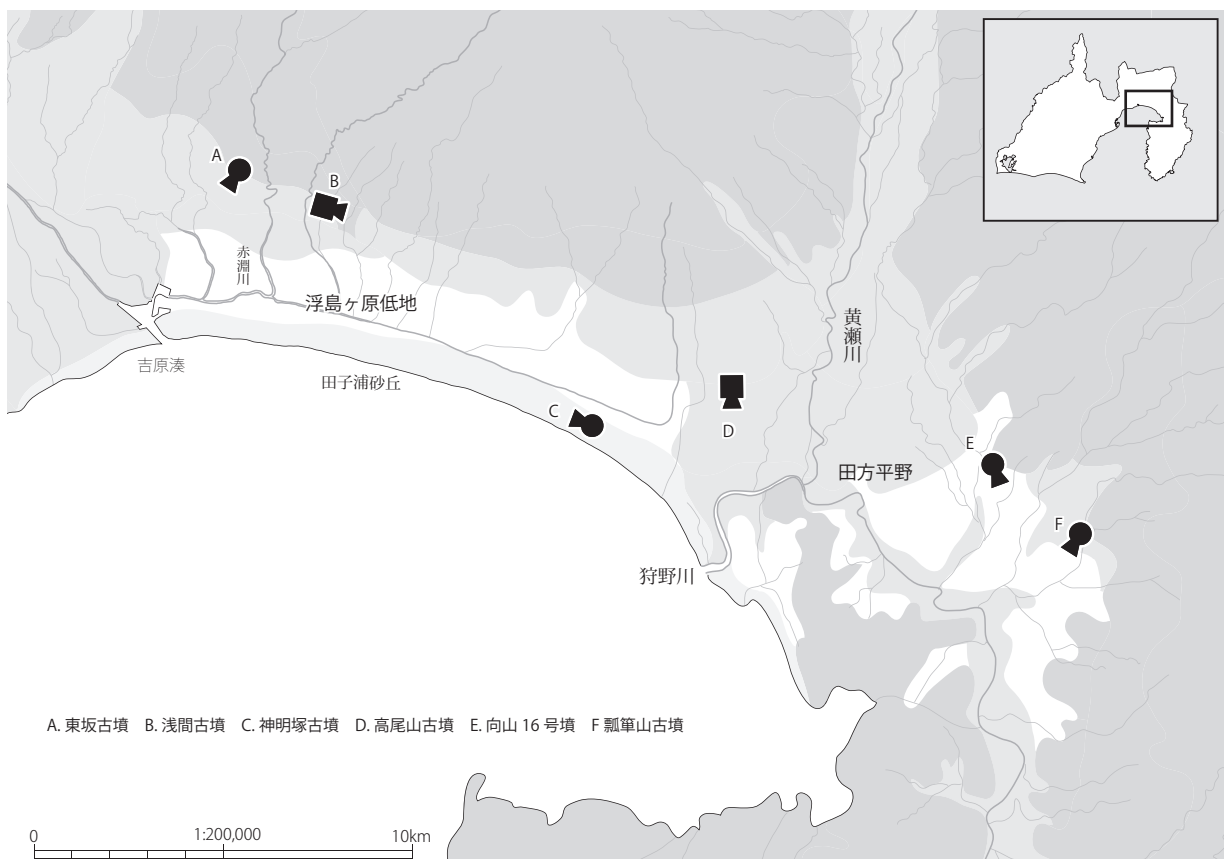 A
B
赤淵川
浮島ヶ原低地
黄瀬川
吉原湊
田子浦砂丘
C
D
E
田方平野
F
狩野川
A. 東坂古墳 B. 浅間古墳 C. 神明塚古墳 D. 高尾山古墳 E. 向山 16 号墳 F 瓢箪山古墳
0 1:200,000 10km